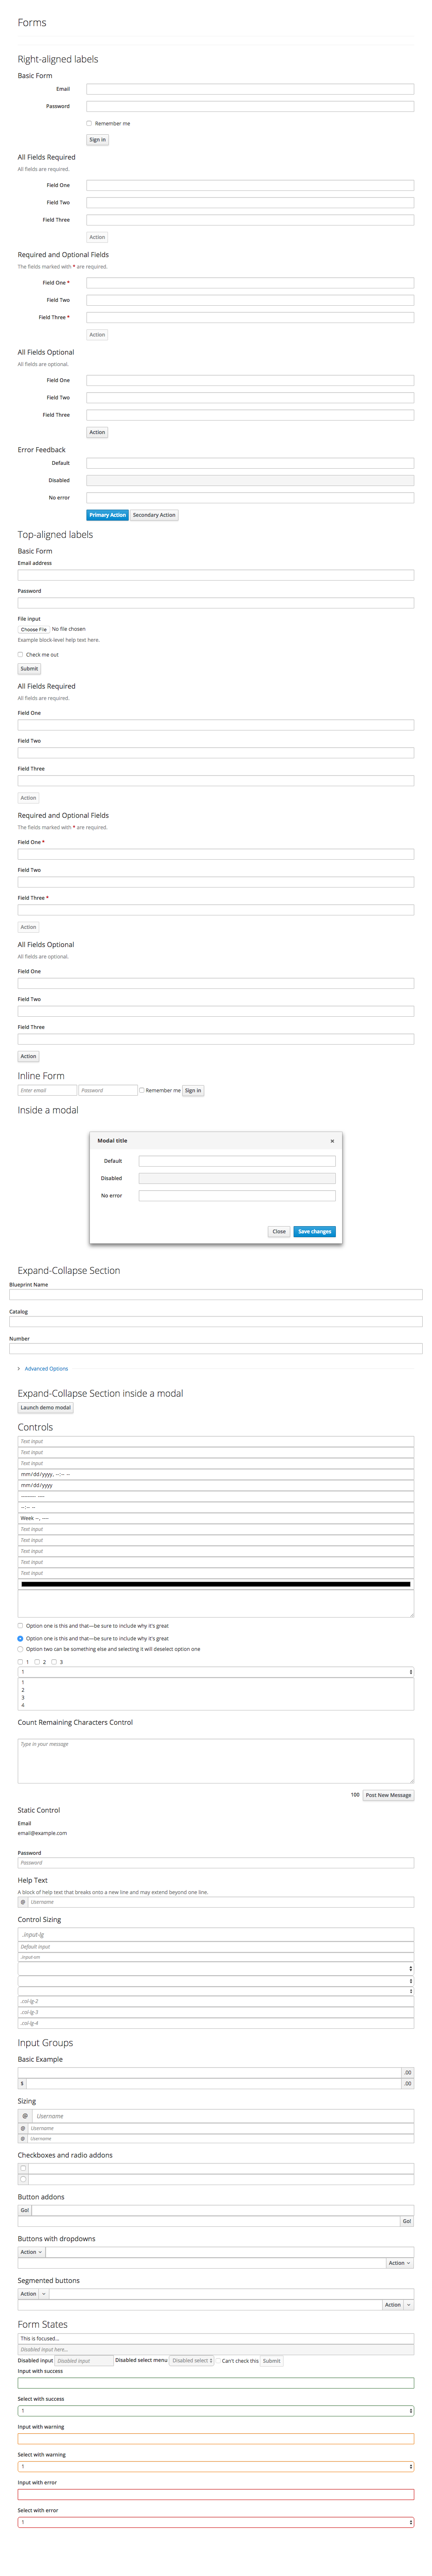 Forms
Right-aligned labels
Basic Form
Email
Password
Remember me
Sign in
All Fields Required
All fields are required.
Field One
Field Two
Field Three
Action
Required and Optional Fields
The fields marked with * are required.
Field One *
Field Two
Field Three *
Action
All Fields Optional
All fields are optional.
Field One
Field Two
Field Three
Action
Error Feedback
Default
Disabled
No error
Primary Action Secondary Action
Top-aligned labels
Basic Form
Email address
Password
File input
Choose File No file chosen
Example block-level help text here.
Check me out
Submit
All Fields Required
All fields are required.
Field One
Field Two
Field Three
Action
Required and Optional Fields
The fields marked with * are required.
Field One *
Field Two
Field Three *
Action
All Fields Optional
All fields are optional.
Field One
Field Two
Field Three
Action
Inline Form
Enter email Password Remember me Sign in
Inside a modal
Modal title ×
Default
Disabled
No error
Close Save changes
Expand-Collapse Section
Blueprint Name
Catalog
Number
> Advanced Options
Expand-Collapse Section inside a modal
Launch demo modal
Controls
Text input
Text input
Text input
mm/dd/yyyy, --:-- --
mm/dd/yyyy
--------- ----
--:-- --
Week --, ----
Text input
Text input
Text input
Text input
Text input
Option one is this and that—be sure to include why it's great
Option one is this and that—be sure to include why it's great
Option two can be something else and selecting it will deselect option one
1 2 3
1
1
2
3
4
Count Remaining Characters Control
Type in your message
100 Post New Message
Static Control
Email
email@example.com
Password
Password
Help Text
A block of help text that breaks onto a new line and may extend beyond one line.
@ Username
Control Sizing
.input-lg
Default input
.input-sm
.col-lg-2
.col-lg-3
.col-lg-4
Input Groups
Basic Example
.00
$ .00
Sizing
@ Username
@ Username
@ Username
Checkboxes and radio addons
Button addons
Go!
Go!
Buttons with dropdowns
Action
Action
Segmented buttons
Action
Action
Form States
This is focused...
Disabled input here...
Disabled input Disabled input Disabled select menu Disabled select Can't check this Submit
Input with success
Select with success
1
Input with warning
Select with warning
1
Input with error
Select with error
1